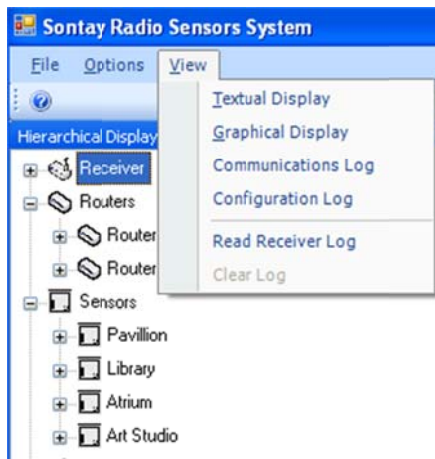 Sontay Radio Sensors System
File Options View
Textual Display
Graphical Display
Communications Log
Configuration Log
Read Receiver Log
Clear Log
Hierarchical Display
Receiver
Routers
Router
Router
Sensors
Pavillion
Library
Atrium
Art Studio